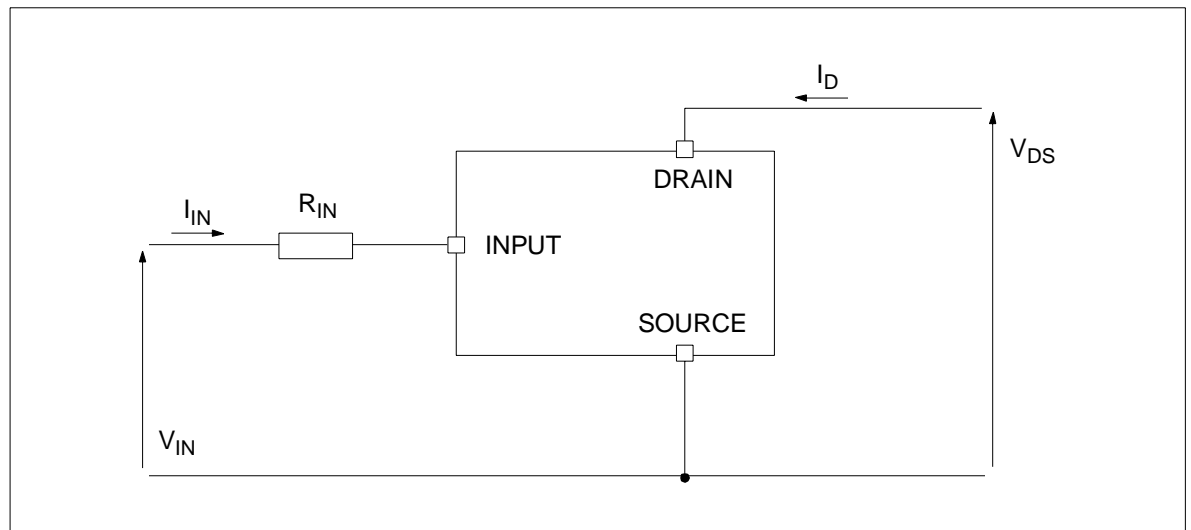 I_D
V_DS
DRAIN
I_IN
R_IN
INPUT
SOURCE
V_IN